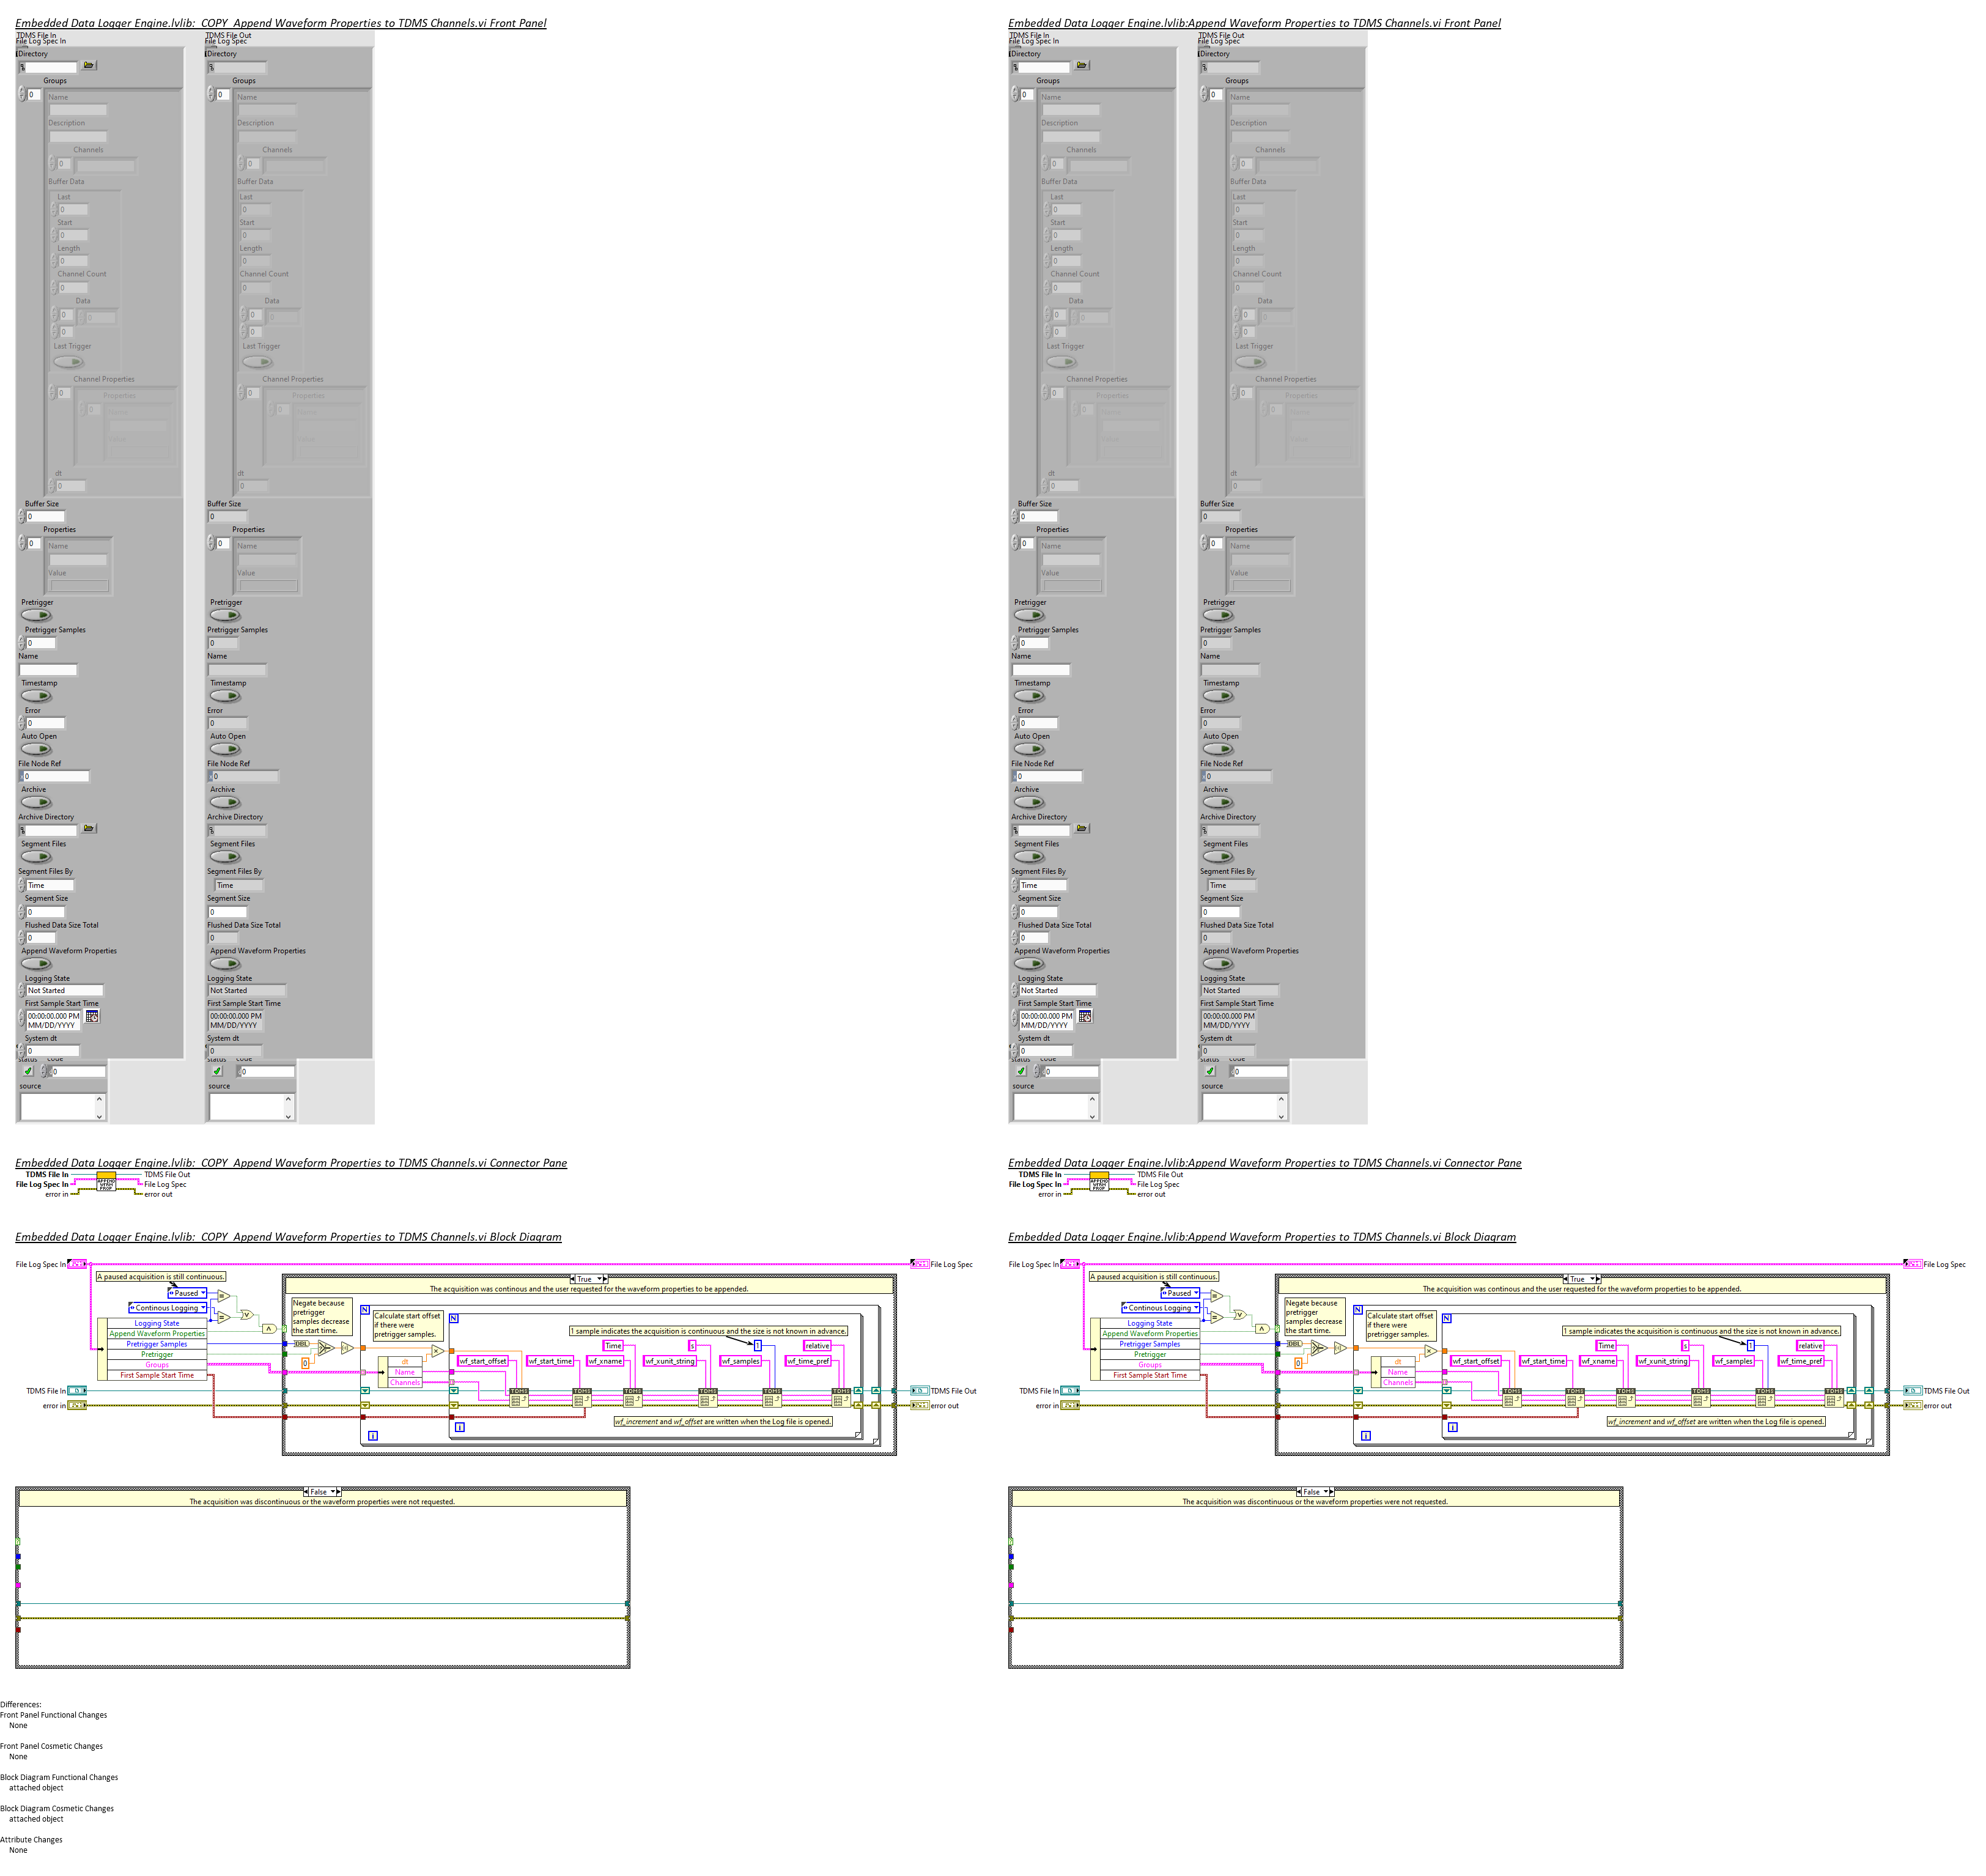 Embedded Data Logger Engine.lvlib:_COPY_Append Waveform Properties to TDMS Channels.vi Front Panel
TDMS File In
File Log Spec In
Directory
Groups
0
Name
Description
Channels
0
Buffer Data
Last
0
Start
0
Length
0
Channel Count
0
Data
0
0
0
Last Trigger
Channel Properties
0
Properties
0
Name
Value
dt
0
Buffer Size
0
Properties
0
Name
Value
Pretrigger
Pretrigger Samples
0
Name
Timestamp
Error
0
Auto Open
File Node Ref
0
Archive
Archive Directory
Segment Files
Segment Files By
Time
Segment Size
0
Flushed Data Size Total
0
Append Waveform Properties
Logging State
Not Started
First Sample Start Time
00:00:00.000 PM
MM/DD/YYYY
System dt
0
status code
0
source
TDMS File Out
File Log Spec
Directory
Groups
0
Name
Description
Channels
0
Buffer Data
Last
0
Start
0
Length
0
Channel Count
0
Data
0
0
0
Last Trigger
Channel Properties
0
Properties
0
Name
Value
dt
0
Buffer Size
0
Properties
0
Name
Value
Pretrigger
Pretrigger Samples
0
Name
Timestamp
Error
0
Auto Open
File Node Ref
0
Archive
Archive Directory
Segment Files
Segment Files By
Time
Segment Size
0
Flushed Data Size Total
0
Append Waveform Properties
Logging State
Not Started
First Sample Start Time
00:00:00.000 PM
MM/DD/YYYY
System dt
0
status code
0
source
Embedded Data Logger Engine.lvlib:Append Waveform Properties to TDMS Channels.vi Front Panel
TDMS File In
File Log Spec In
Directory
Groups
0
Name
Description
Channels
0
Buffer Data
Last
0
Start
0
Length
0
Channel Count
0
Data
0
0
0
Last Trigger
Channel Properties
0
Properties
0
Name
Value
dt
0
Buffer Size
0
Properties
0
Name
Value
Pretrigger
Pretrigger Samples
0
Name
Timestamp
Error
0
Auto Open
File Node Ref
0
Archive
Archive Directory
Segment Files
Segment Files By
Time
Segment Size
0
Flushed Data Size Total
0
Append Waveform Properties
Logging State
Not Started
First Sample Start Time
00:00:00.000 PM
MM/DD/YYYY
System dt
0
status code
0
source
TDMS File Out
File Log Spec
Directory
Groups
0
Name
Description
Channels
0
Buffer Data
Last
0
Start
0
Length
0
Channel Count
0
Data
0
0
0
Last Trigger
Channel Properties
0
Properties
0
Name
Value
dt
0
Buffer Size
0
Properties
0
Name
Value
Pretrigger
Pretrigger Samples
0
Name
Timestamp
Error
0
Auto Open
File Node Ref
0
Archive
Archive Directory
Segment Files
Segment Files By
Time
Segment Size
0
Flushed Data Size Total
0
Append Waveform Properties
Logging State
Not Started
First Sample Start Time
00:00:00.000 PM
MM/DD/YYYY
System dt
0
status code
0
source
Embedded Data Logger Engine.lvlib:_COPY_Append Waveform Properties to TDMS Channels.vi Connector Pane
TDMS File In TDMS File Out
File Log Spec In APPEND WFRM PROP File Log Spec
error in error out
Embedded Data Logger Engine.lvlib:Append Waveform Properties to TDMS Channels.vi Connector Pane
TDMS File In TDMS File Out
File Log Spec In APPEND WFRM PROP File Log Spec
error in error out
Embedded Data Logger Engine.lvlib:_COPY_Append Waveform Properties to TDMS Channels.vi Block Diagram
File Log Spec In File Log Spec
A paused acquisition is still continuous.
Paused
Continous Logging
Logging State
Append Waveform Properties
Pretrigger Samples
Pretrigger
Groups
First Sample Start Time
TDMS File In TDMS File Out
error in error out
True
The acquisition was continous and the user requested for the waveform properties to be appended.
Negate because
pretrigger
samples decrease
the start time.
DBL
0
N
Calculate start offset
if there were
pretrigger samples.
dt
Name
Channels
N
1 sample indicates the acquisition is continuous and the size is not known in advance.
Time s 1 relative
wf_start_offset wf_start_time wf_xname wf_xunit_string wf_samples wf_time_pref
TDMS TDMS TDMS TDMS TDMS TDMS
wf_increment and wf_offset are written when the Log file is opened.
i
i
False
The acquisition was discontinuous or the waveform properties were not requested.
Embedded Data Logger Engine.lvlib:Append Waveform Properties to TDMS Channels.vi Block Diagram
File Log Spec In File Log Spec
A paused acquisition is still continuous.
Paused
Continous Logging
Logging State
Append Waveform Properties
Pretrigger Samples
Pretrigger
Groups
First Sample Start Time
TDMS File In TDMS File Out
error in error out
True
The acquisition was continous and the user requested for the waveform properties to be appended.
Negate because
pretrigger
samples decrease
the start time.
DBL
0
N
Calculate start offset
if there were
pretrigger samples.
dt
Name
Channels
N
1 sample indicates the acquisition is continuous and the size is not known in advance.
Time s 1 relative
wf_start_offset wf_start_time wf_xname wf_xunit_string wf_samples wf_time_pref
TDMS TDMS TDMS TDMS TDMS TDMS
wf_increment and wf_offset are written when the Log file is opened.
i
i
False
The acquisition was discontinuous or the waveform properties were not requested.
Differences:
Front Panel Functional Changes
None
Front Panel Cosmetic Changes
None
Block Diagram Functional Changes
attached object
Block Diagram Cosmetic Changes
attached object
Attribute Changes
None